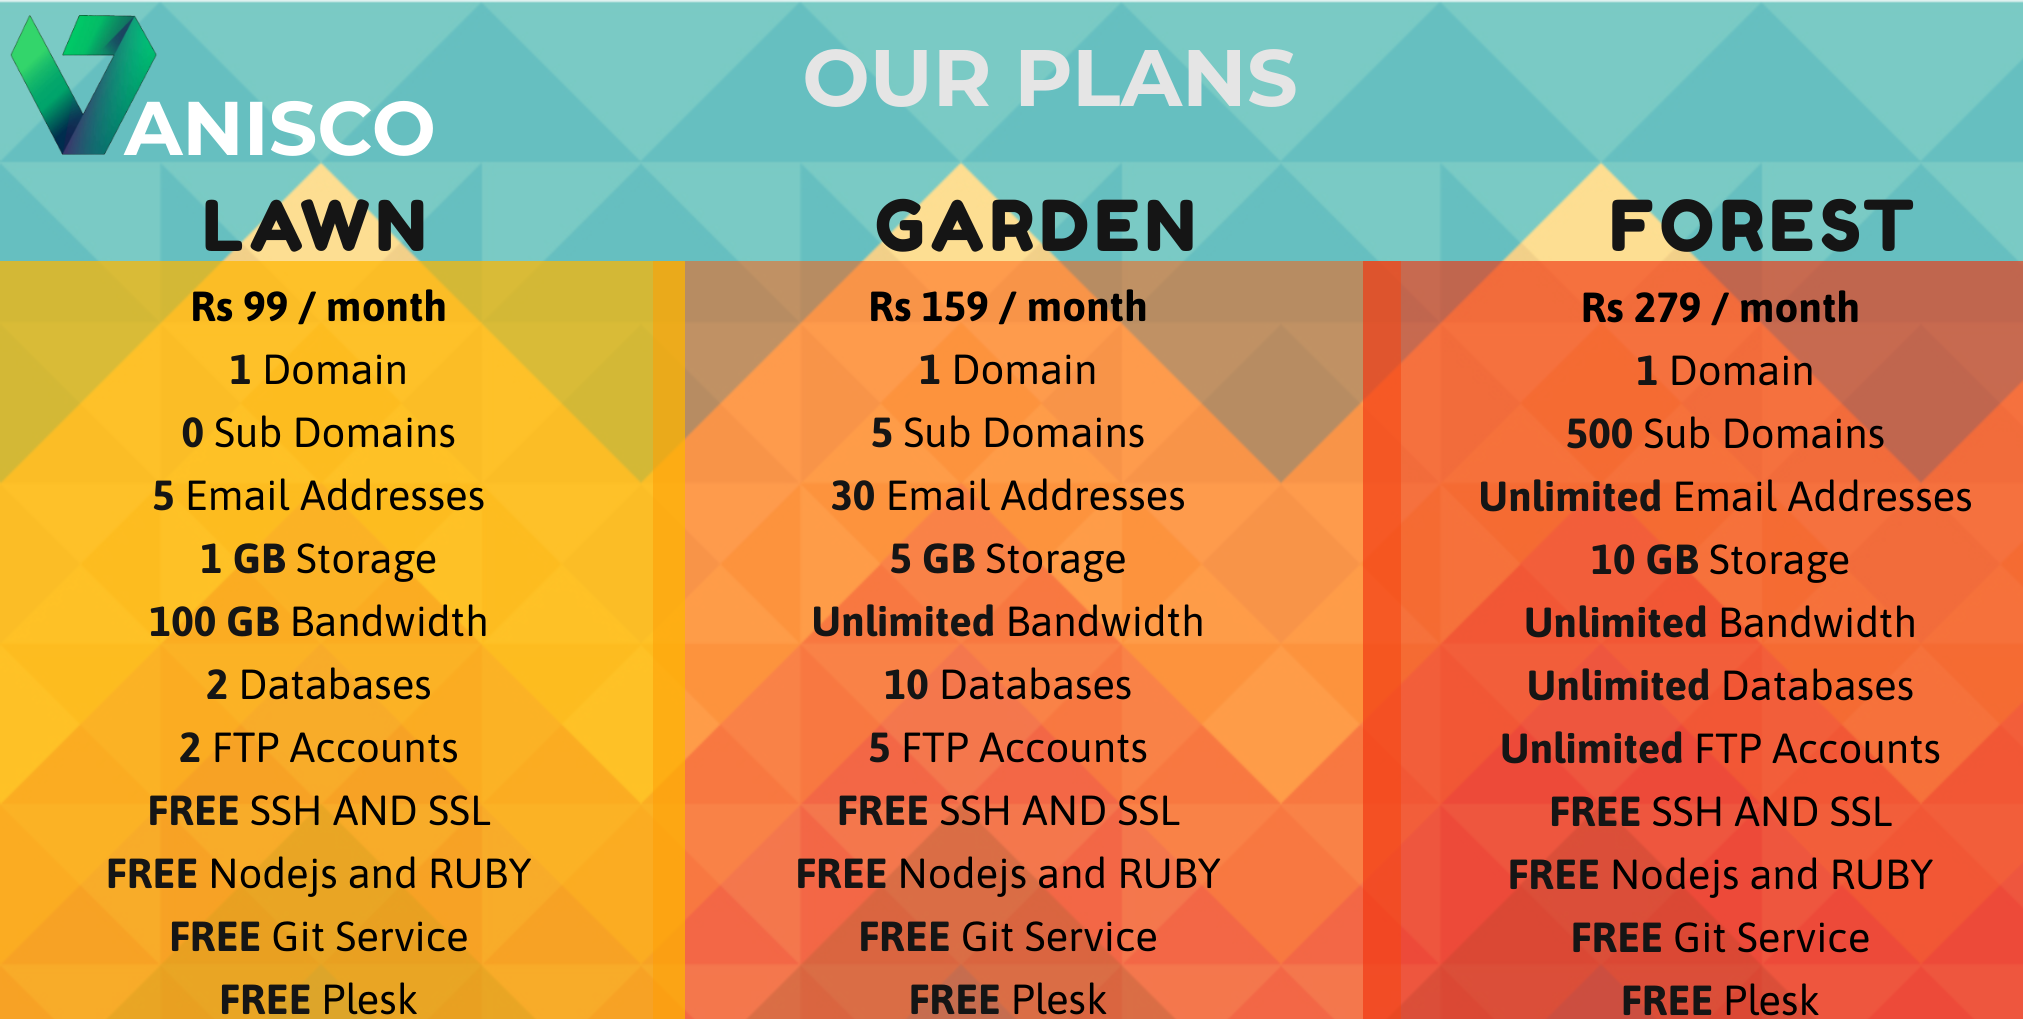 VANISCO
OUR PLANS
LAWN
Rs 99 / month
1 Domain
0 Sub Domains
5 Email Addresses
1 GB Storage
100 GB Bandwidth
2 Databases
2 FTP Accounts
FREE SSH AND SSL
FREE Nodejs and RUBY
FREE Git Service
FREE Plesk
GARDEN
Rs 159 / month
1 Domain
5 Sub Domains
30 Email Addresses
5 GB Storage
Unlimited Bandwidth
10 Databases
5 FTP Accounts
FREE SSH AND SSL
FREE Nodejs and RUBY
FREE Git Service
FREE Plesk
FOREST
Rs 279 / month
1 Domain
500 Sub Domains
Unlimited Email Addresses
10 GB Storage
Unlimited Bandwidth
Unlimited Databases
Unlimited FTP Accounts
FREE SSH AND SSL
FREE Nodejs and RUBY
FREE Git Service
FREE Plesk